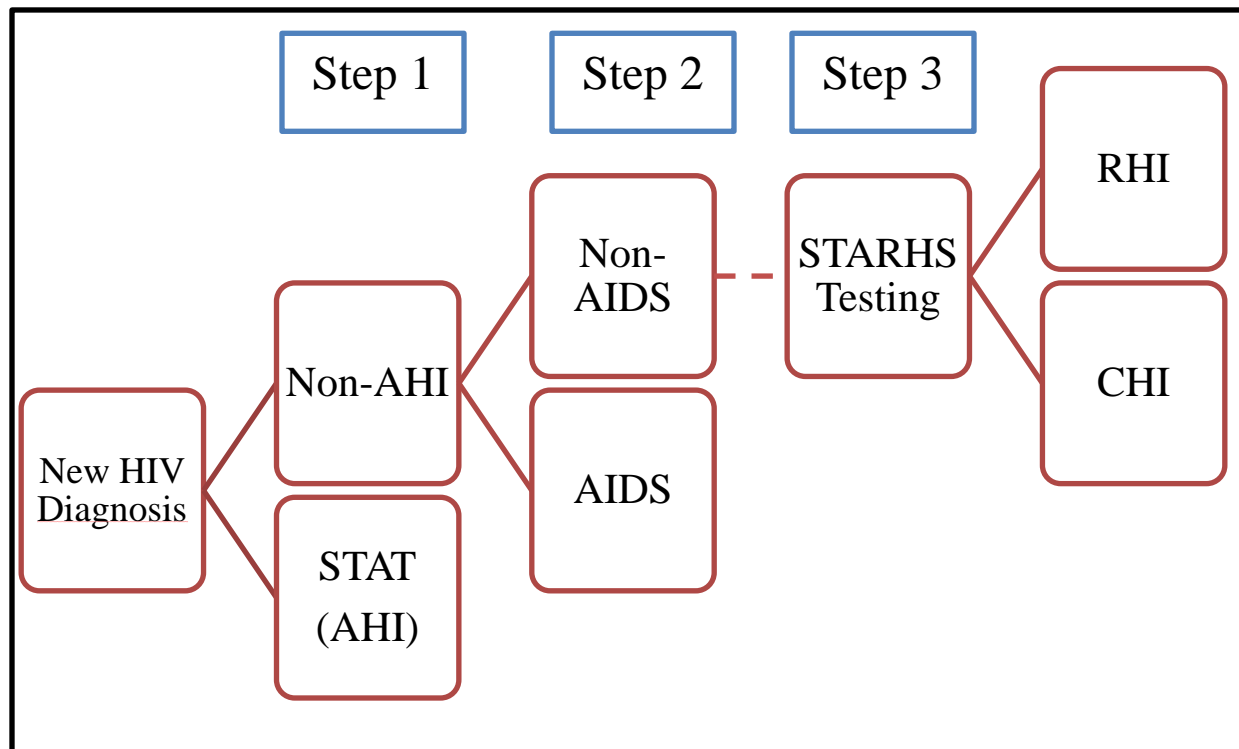 Step 1
Step 2
Step 3
New HIV
Diagnosis
Non-AHI
STAT
(AHI)
Non-
AIDS
AIDS
STARHS
Testing
RHI
CHI